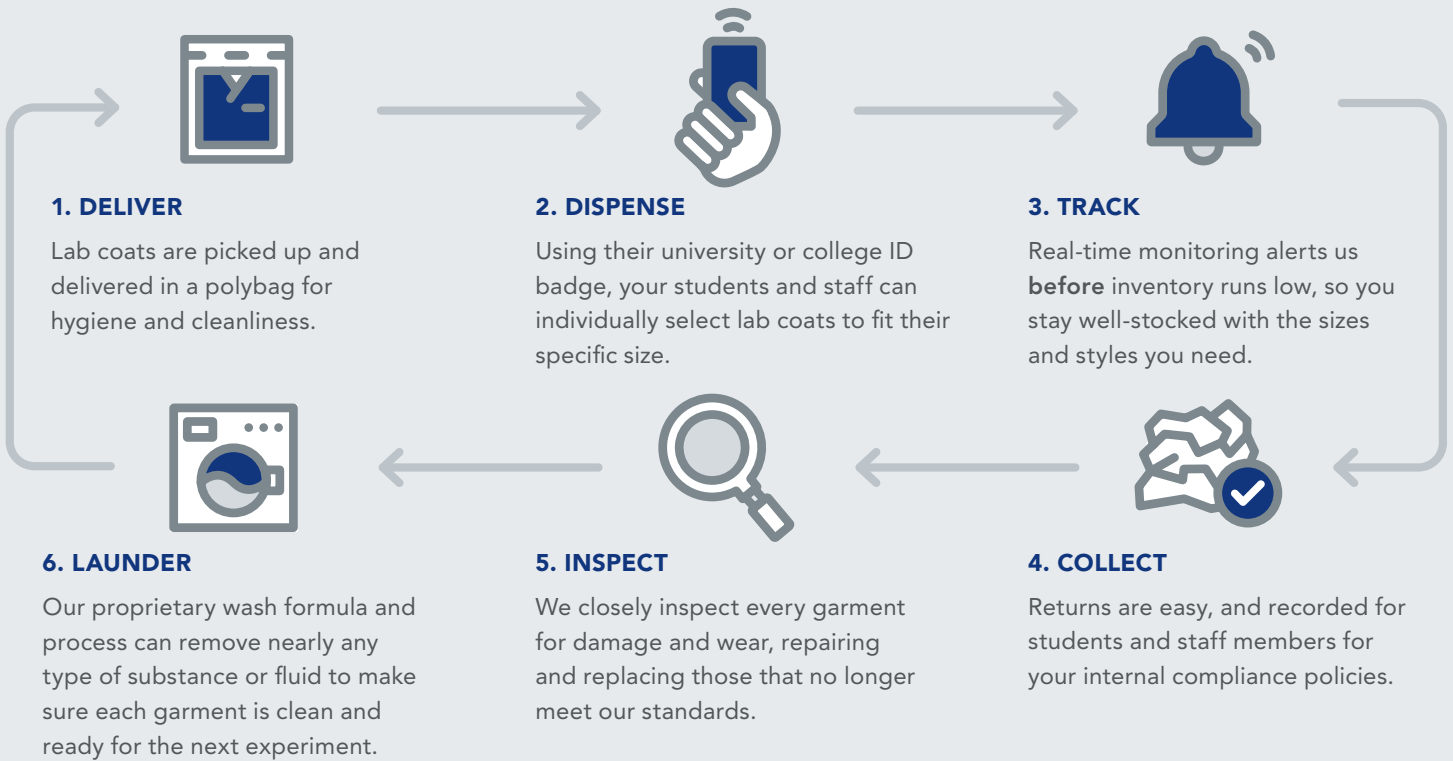 1. DELIVER
Lab coats are picked up and
delivered in a polybag for
hygiene and cleanliness.
2. DISPENSE
Using their university or college ID
badge, your students and staff can
individually select lab coats to fit their
specific size.
3. TRACK
Real-time monitoring alerts us
before inventory runs low, so you
stay well-stocked with the sizes
and styles you need.
4. COLLECT
Returns are easy, and recorded for
students and staff members for
your internal compliance policies.
5. INSPECT
We closely inspect every garment
for damage and wear, repairing
and replacing those that no longer
meet our standards.
6. LAUNDER
Our proprietary wash formula and
process can remove nearly any
type of substance or fluid to make
sure each garment is clean and
ready for the next experiment.